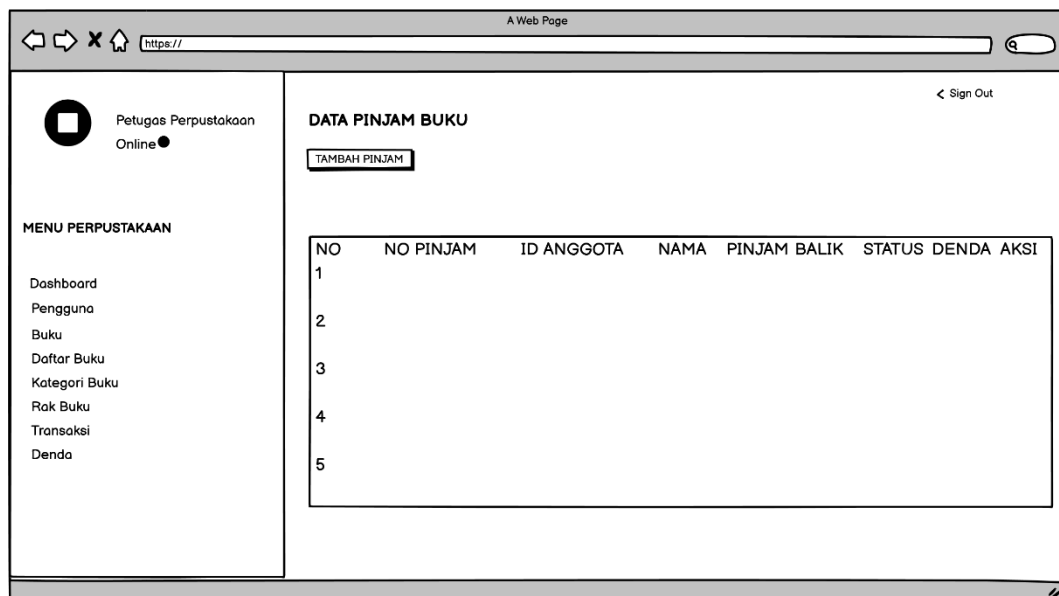 A Web Page
https://
Sign Out
Petugas Perpustakaan
Online
DATA PINJAM BUKU
TAMBAH PINJAM
MENU PERPUSTAKAAN
Dashboard
Pengguna
Buku
Daftar Buku
Kategori Buku
Rak Buku
Transaksi
Denda
NO NO PINJAM ID ANGGOTA NAMA PINJAM BALIK STATUS DENDA AKSI
1
2
3
4
5